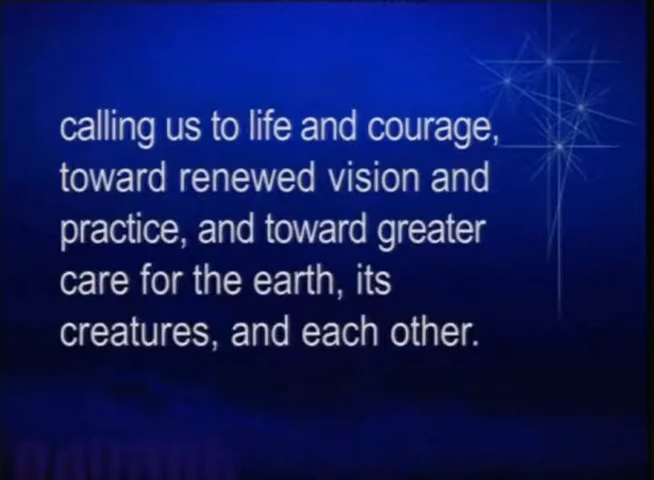 calling us to life and courage,
toward renewed vision and
practice, and toward greater
care for the earth, its
creatures, and each other.